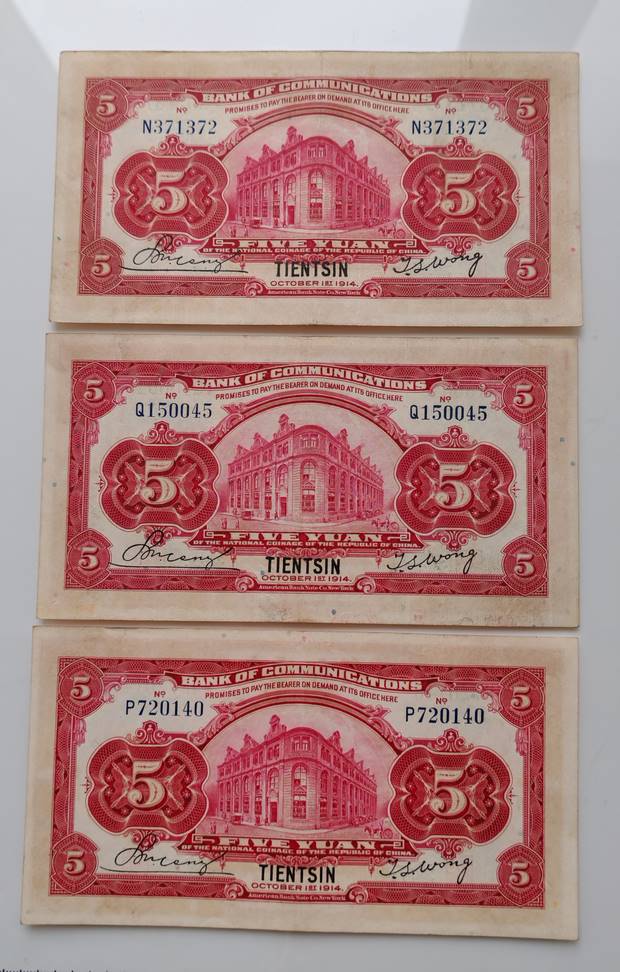 5 BANK OF COMMUNICATIONS 5
PROMISES TO PAY THE BEARER ON DEMAND AT ITS OFFICE HERE
Nº Nº
N371372 N371372
5 5
FIVE YUAN
OF THE NATIONAL COINAGE OF THE REPUBLIC OF CHINA
5 TIENTSIN T.S.Wong 5
OCTOBER 1ST 1914.
American Bank Note Co. New York.
5 BANK OF COMMUNICATIONS 5
PROMISES TO PAY THE BEARER ON DEMAND AT ITS OFFICE HERE
Nº Nº
Q150045 Q150045
5 5
FIVE YUAN
OF THE NATIONAL COINAGE OF THE REPUBLIC OF CHINA
5 TIENTSIN T.S.Wong 5
OCTOBER 1ST 1914.
American Bank Note Co. New York.
5 BANK OF COMMUNICATIONS 5
PROMISES TO PAY THE BEARER ON DEMAND AT ITS OFFICE HERE
Nº Nº
P720140 P720140
5 5
FIVE YUAN
OF THE NATIONAL COINAGE OF THE REPUBLIC OF CHINA
5 TIENTSIN T.S.Wong 5
OCTOBER 1ST 1914.
American Bank Note Co. New York.